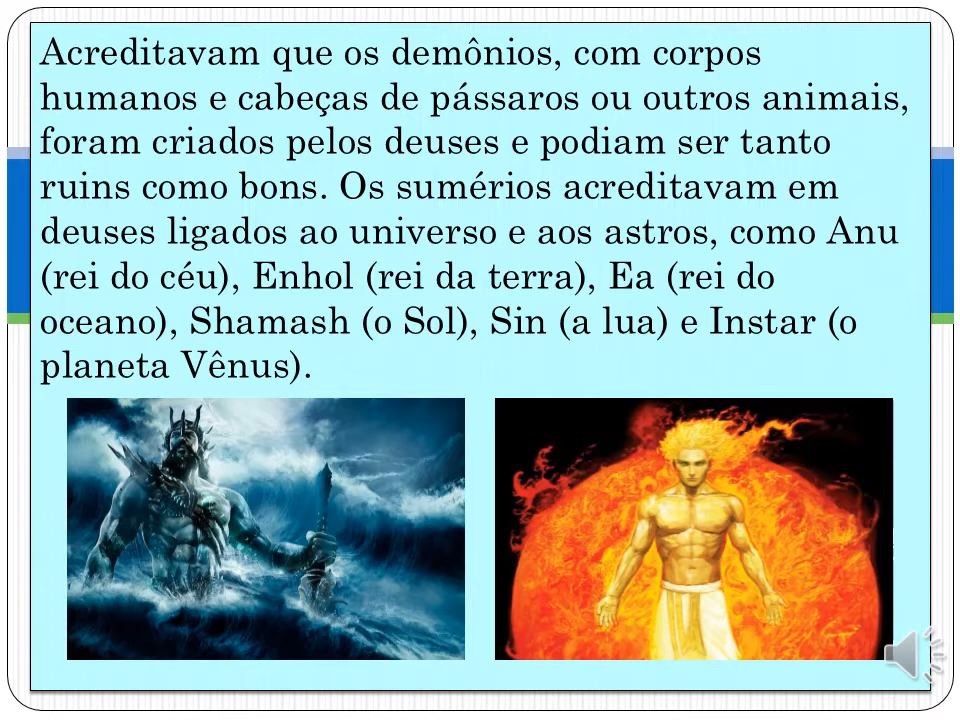 Acreditavam que os demônios, com corpos
humanos e cabeças de pássaros ou outros animais,
foram criados pelos deuses e podiam ser tanto
ruins como bons. Os sumérios acreditavam em
deuses ligados ao universo e aos astros, como Anu
(rei do céu), Enhol (rei da terra), Ea (rei do
oceano), Shamash (o Sol), Sin (a lua) e Instar (o
planeta Vênus).